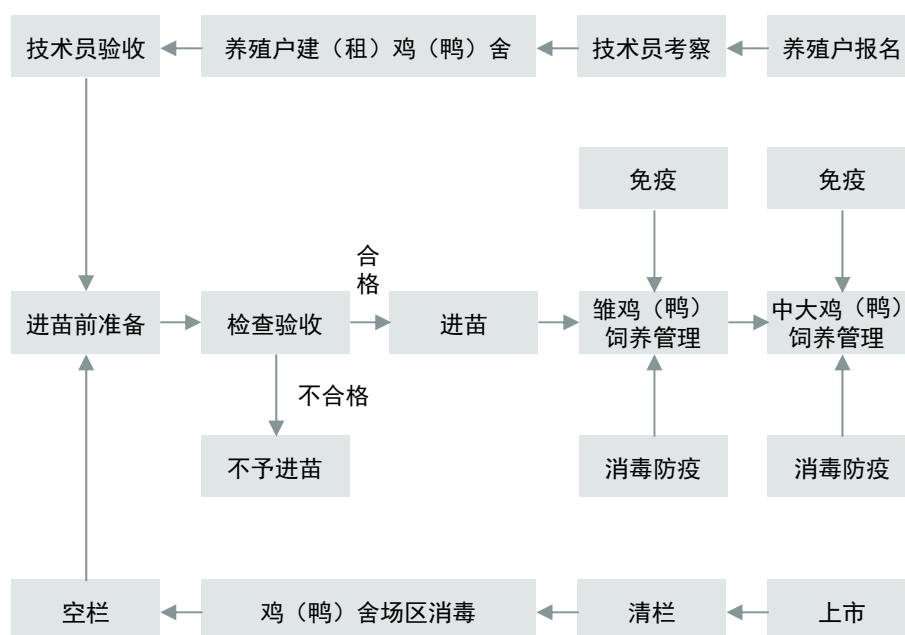 技术员验收
养殖户建（租）鸡（鸭）舍
技术员考察
养殖户报名
免疫
免疫
合
格
进苗前准备
检查验收
进苗
雏鸡（鸭）
饲养管理
中大鸡（鸭）
饲养管理
不合格
不予进苗
消毒防疫
消毒防疫
空栏
鸡（鸭）舍场区消毒
清栏
上市